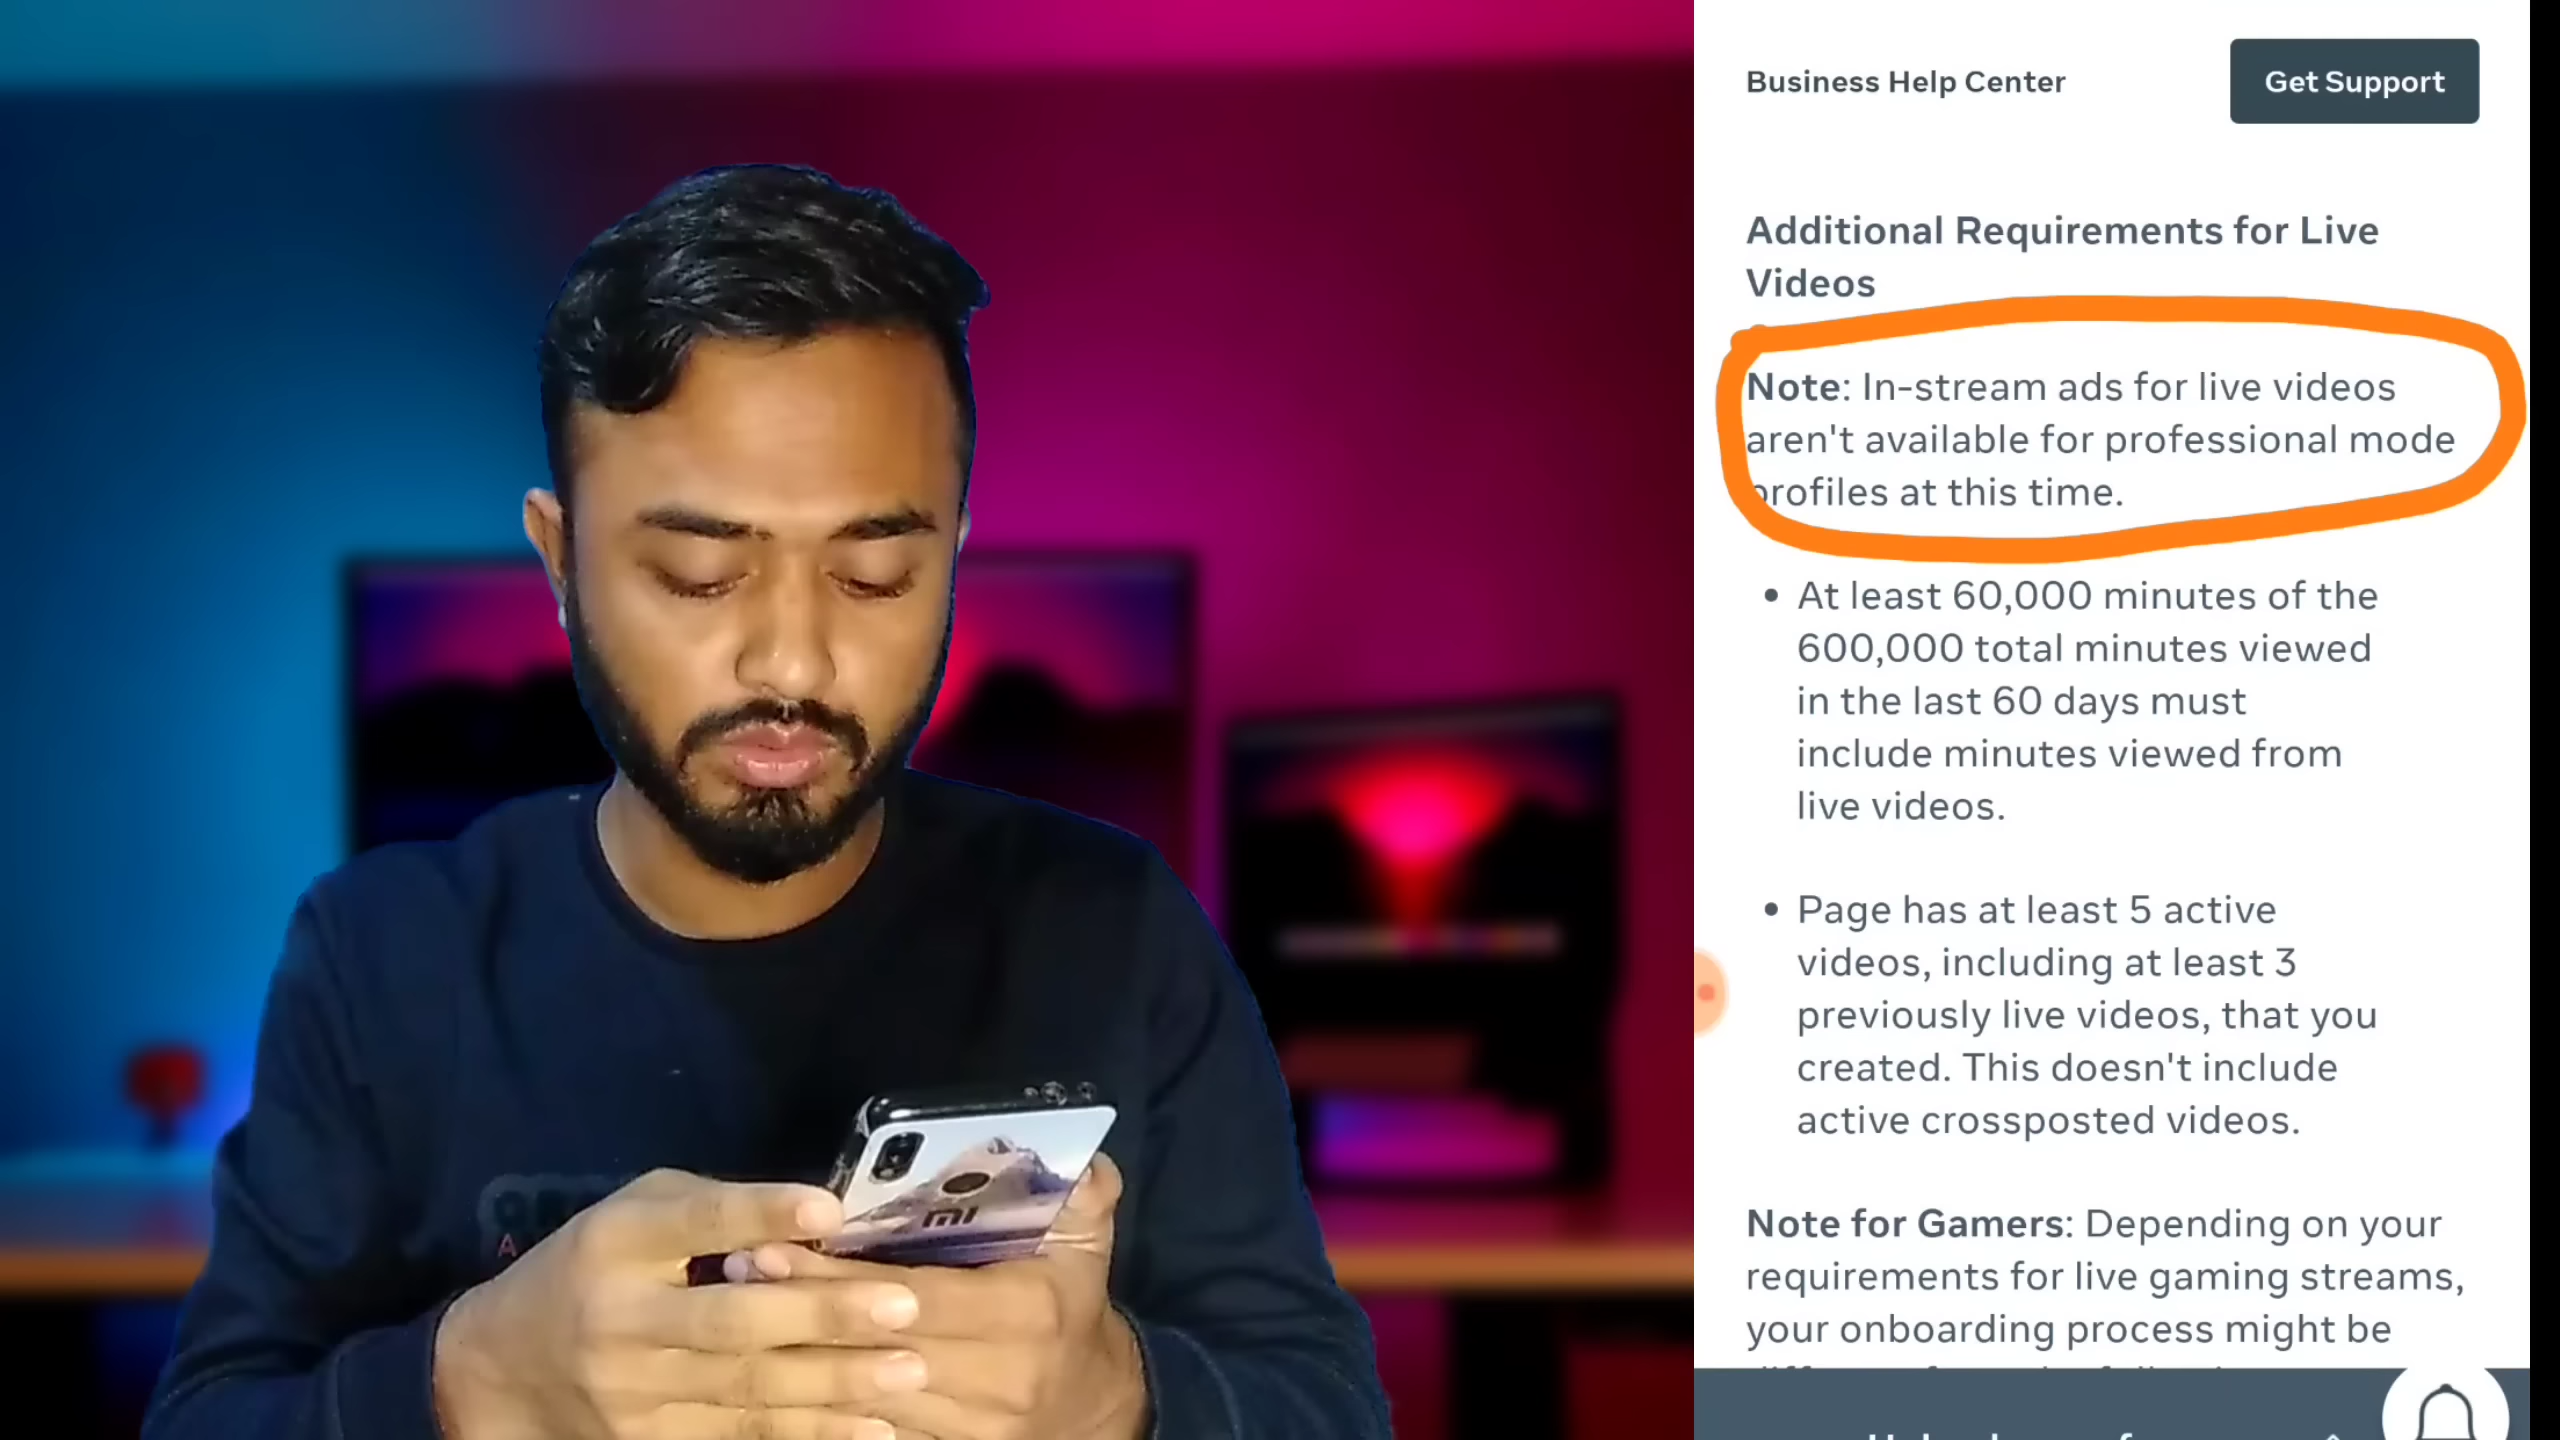 Business Help Center
Get Support
Additional Requirements for Live
Videos
Note: In-stream ads for live videos
aren't available for professional mode
profiles at this time.
• At least 60,000 minutes of the
600,000 total minutes viewed
in the last 60 days must
include minutes viewed from
live videos.
• Page has at least 5 active
videos, including at least 3
previously live videos, that you
created. This doesn't include
active crossposted videos.
Note for Gamers: Depending on your
requirements for live gaming streams,
your onboarding process might be
mi